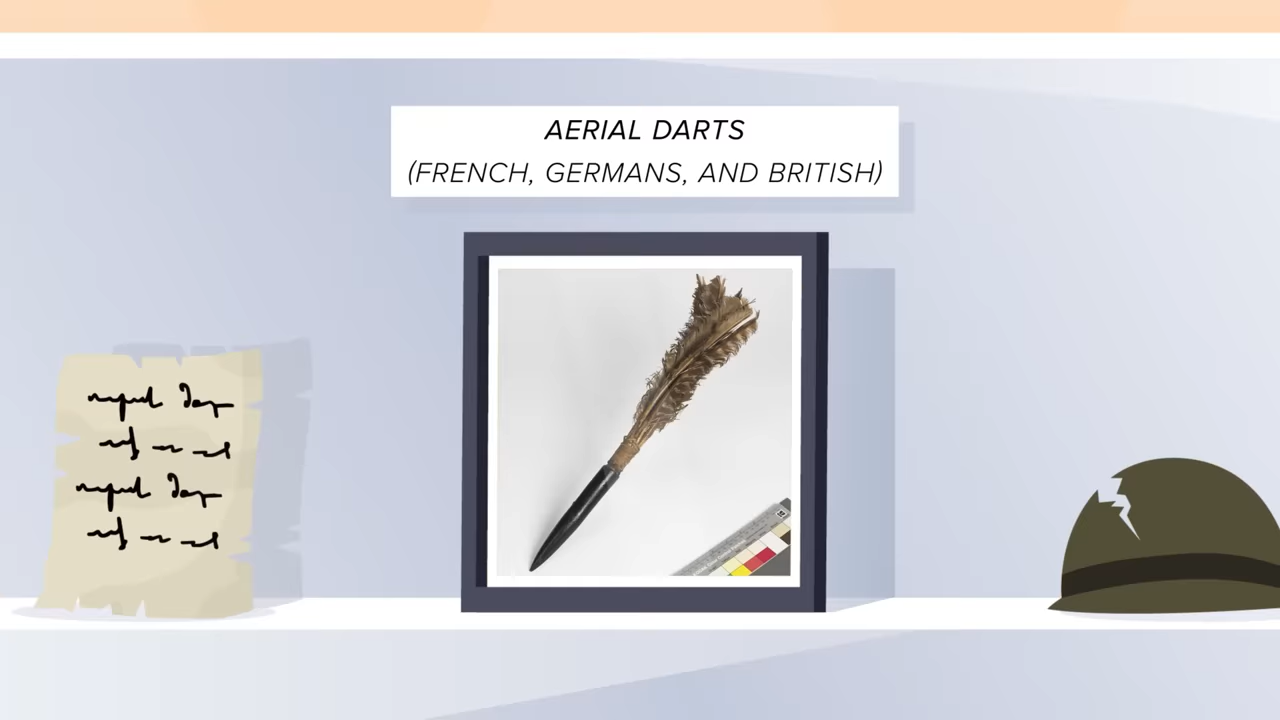 AERIAL DARTS
(FRENCH, GERMANS, AND BRITISH)